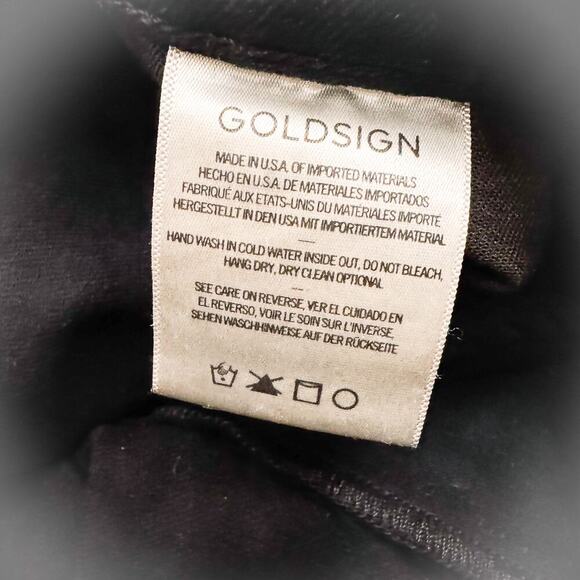 GOLDSIGN
MADE IN U.S.A. OF IMPORTED MATERIALS
HECHO EN U.S.A. DE MATERIALES IMPORTADOS
FABRIQUÉ AUX ETATS-UNIS DU MATÉRIALES IMPORTÉ
HERGESTELLT IN DEN USA MIT IMPORTIERTEM MATERIAL
HAND WASH IN COLD WATER INSIDE OUT, DO NOT BLEACH,
HANG DRY, DRY CLEAN OPTIONAL
SEE CARE ON REVERSE, VER EL CUIDADO EN
EL REVERSO, VOIR LE SOIN SUR L'INVERSE,
SEHEN WASCHHINWEISE AUF DER RÜCKSEITE